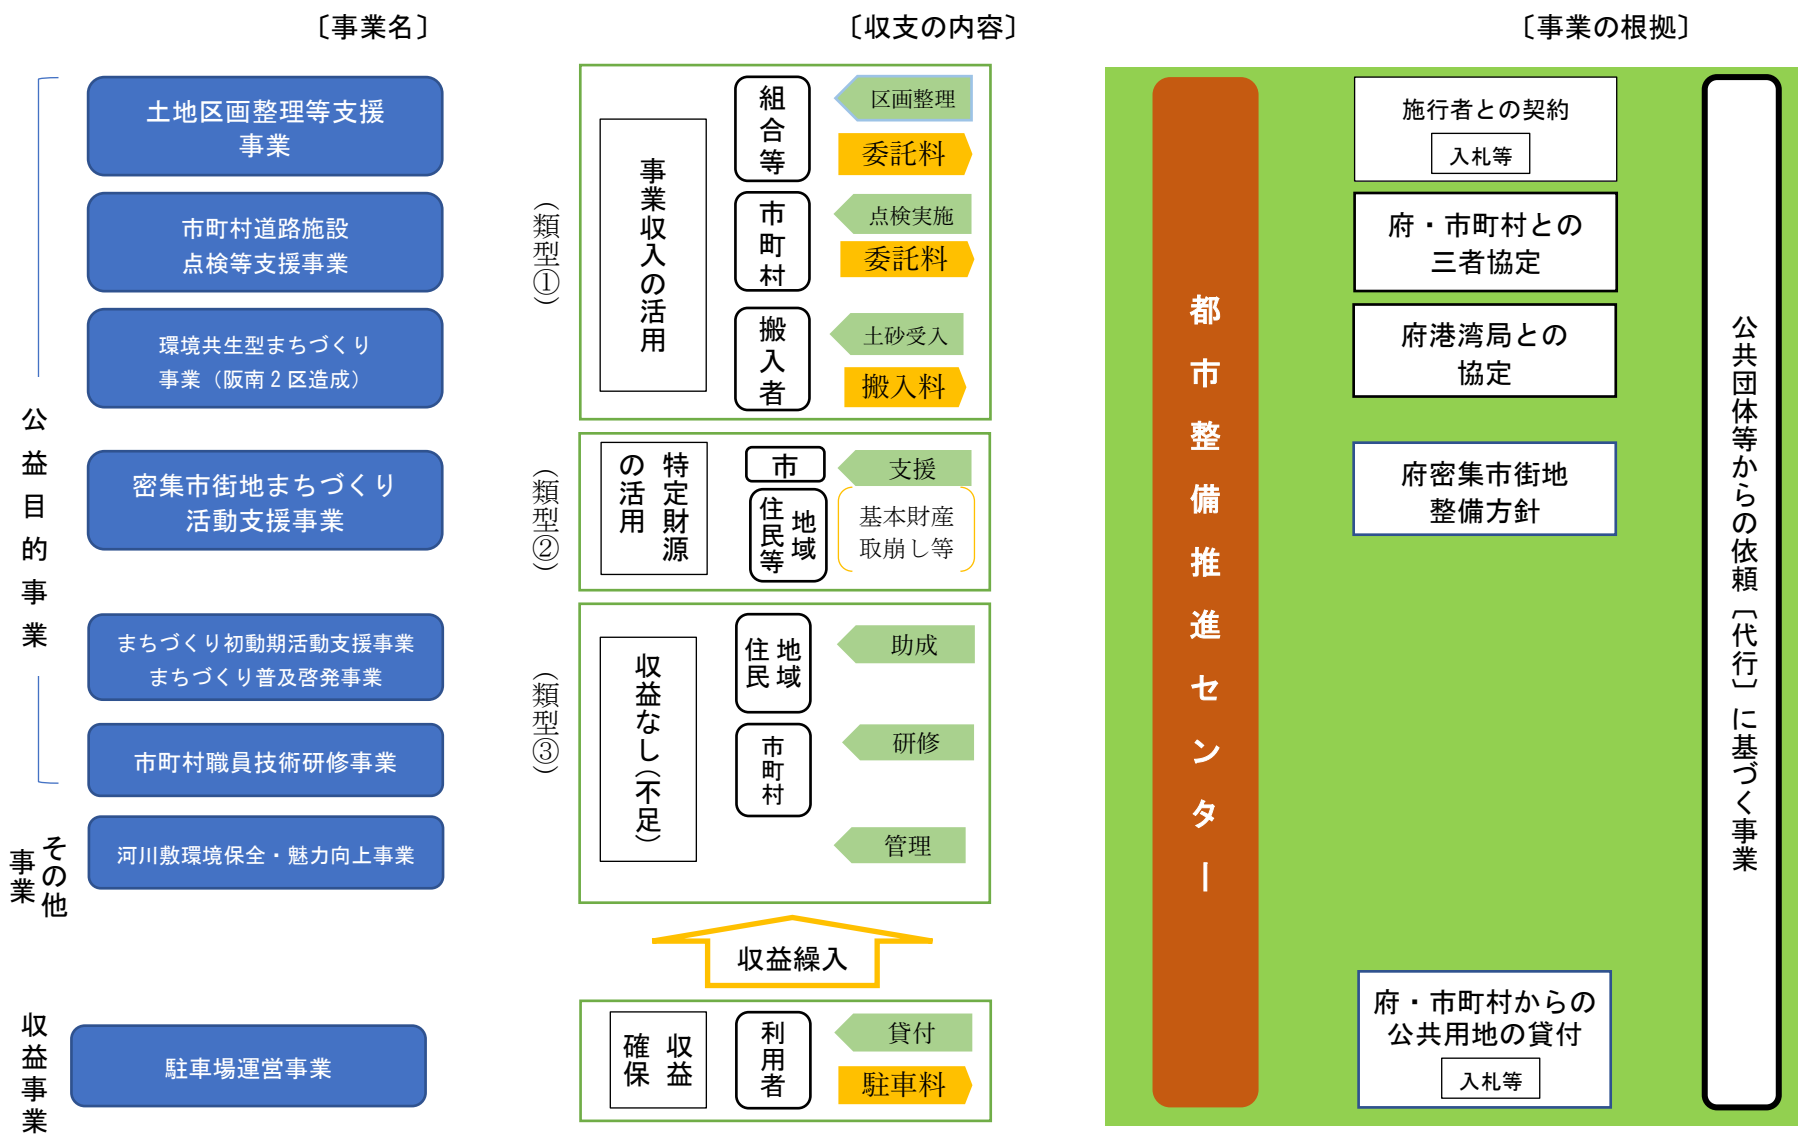 〔事業名〕
〔収支の内容〕
〔事業の根拠〕
公益目的事業
その他
事業
収益事業
土地区画整理等支援
事業
市町村道路施設
点検等支援事業
環境共生型まちづくり
事業（阪南２区造成）
密集市街地まちづくり
活動支援事業
まちづくり初動期活動支援事業
まちづくり普及啓発事業
市町村職員技術研修事業
河川敷環境保全・魅力向上事業
駐車場運営事業
（類型①）
事業収入の活用
組合等
区画整理
委託料
市町村
点検実施
委託料
搬入者
土砂受入
搬入料
（類型②）
特定財源
の活用
市
支援
地域
住民等
基本財産
取崩し等
（類型③）
収益なし（不足）
地域
住民
助成
市町村
研修
管理
収益繰入
収益
確保
利用者
貸付
駐車料
都市整備推進センター
施行者との契約
入札等
府・市町村との
三者協定
府港湾局との
協定
府密集市街地
整備方針
府・市町村からの
公共用地の貸付
入札等
公共団体等からの依頼〔代行〕に基づく事業